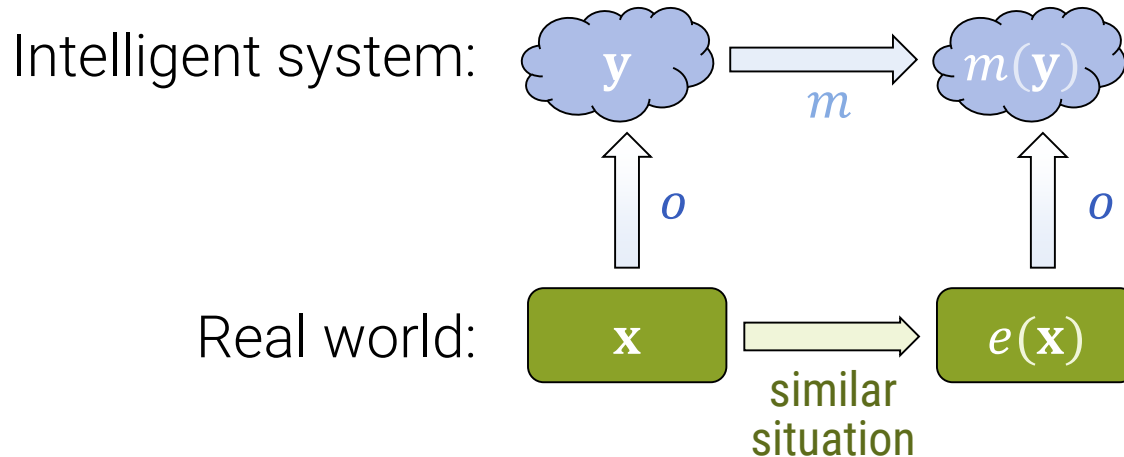 Intelligent system:
y
m(y)
m
o
o
Real world:
x
e(x)
similar
situation